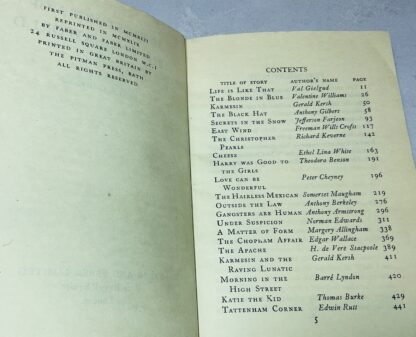 FIRST PUBLISHED IN MCMXLI
REPRINTED IN MCMXLIX
BY FABER AND FABER LIMITED
24 RUSSELL SQUARE LONDON W.C.1
PRINTED IN GREAT BRITAIN BY
THE PITMAN PRESS, BATH
ALL RIGHTS RESERVED
CONTENTS
TITLE OF STORY AUTHOR'S NAME PAGE
LIFE IS LIKE THAT Val Gielgud 11
THE BLONDE IN BLUE Valentine Williams 26
KARMESIN Gerald Kersh 50
THE BLACK HAT Anthony Gilbert 58
SECRETS IN THE SNOW Jefferson Farjeon 93
EAST WIND Freeman Wills Crofts 117
THE CHRISTOPHER Richard Keverne 142
PEARLS
CHEESE Ethel Lina White 163
HARRY WAS GOOD TO Theodora Benson 191
THE GIRLS
LOVE CAN BE Peter Cheyney 196
WONDERFUL
THE HAIRLESS MEXICAN Somerset Maugham 219
OUTSIDE THE LAW Anthony Berkeley 276
GANGSTERS ARE HUMAN Anthony Armstrong 296
UNDER SUSPICION Norman Edwards 311
A MATTER OF FORM Margery Allingham 338
THE CHOPHAM AFFAIR Edgar Wallace 369
THE APACHE H. de Vere Stacpoole 389
KARMESIN AND THE Gerald Kersh 411
RAVING LUNATIC
MORNING IN THE Barré Lyndon 420
HIGH STREET
KATIE THE KID Thomas Burke 429
TATTENHAM CORNER Edwin Rutt 441
5